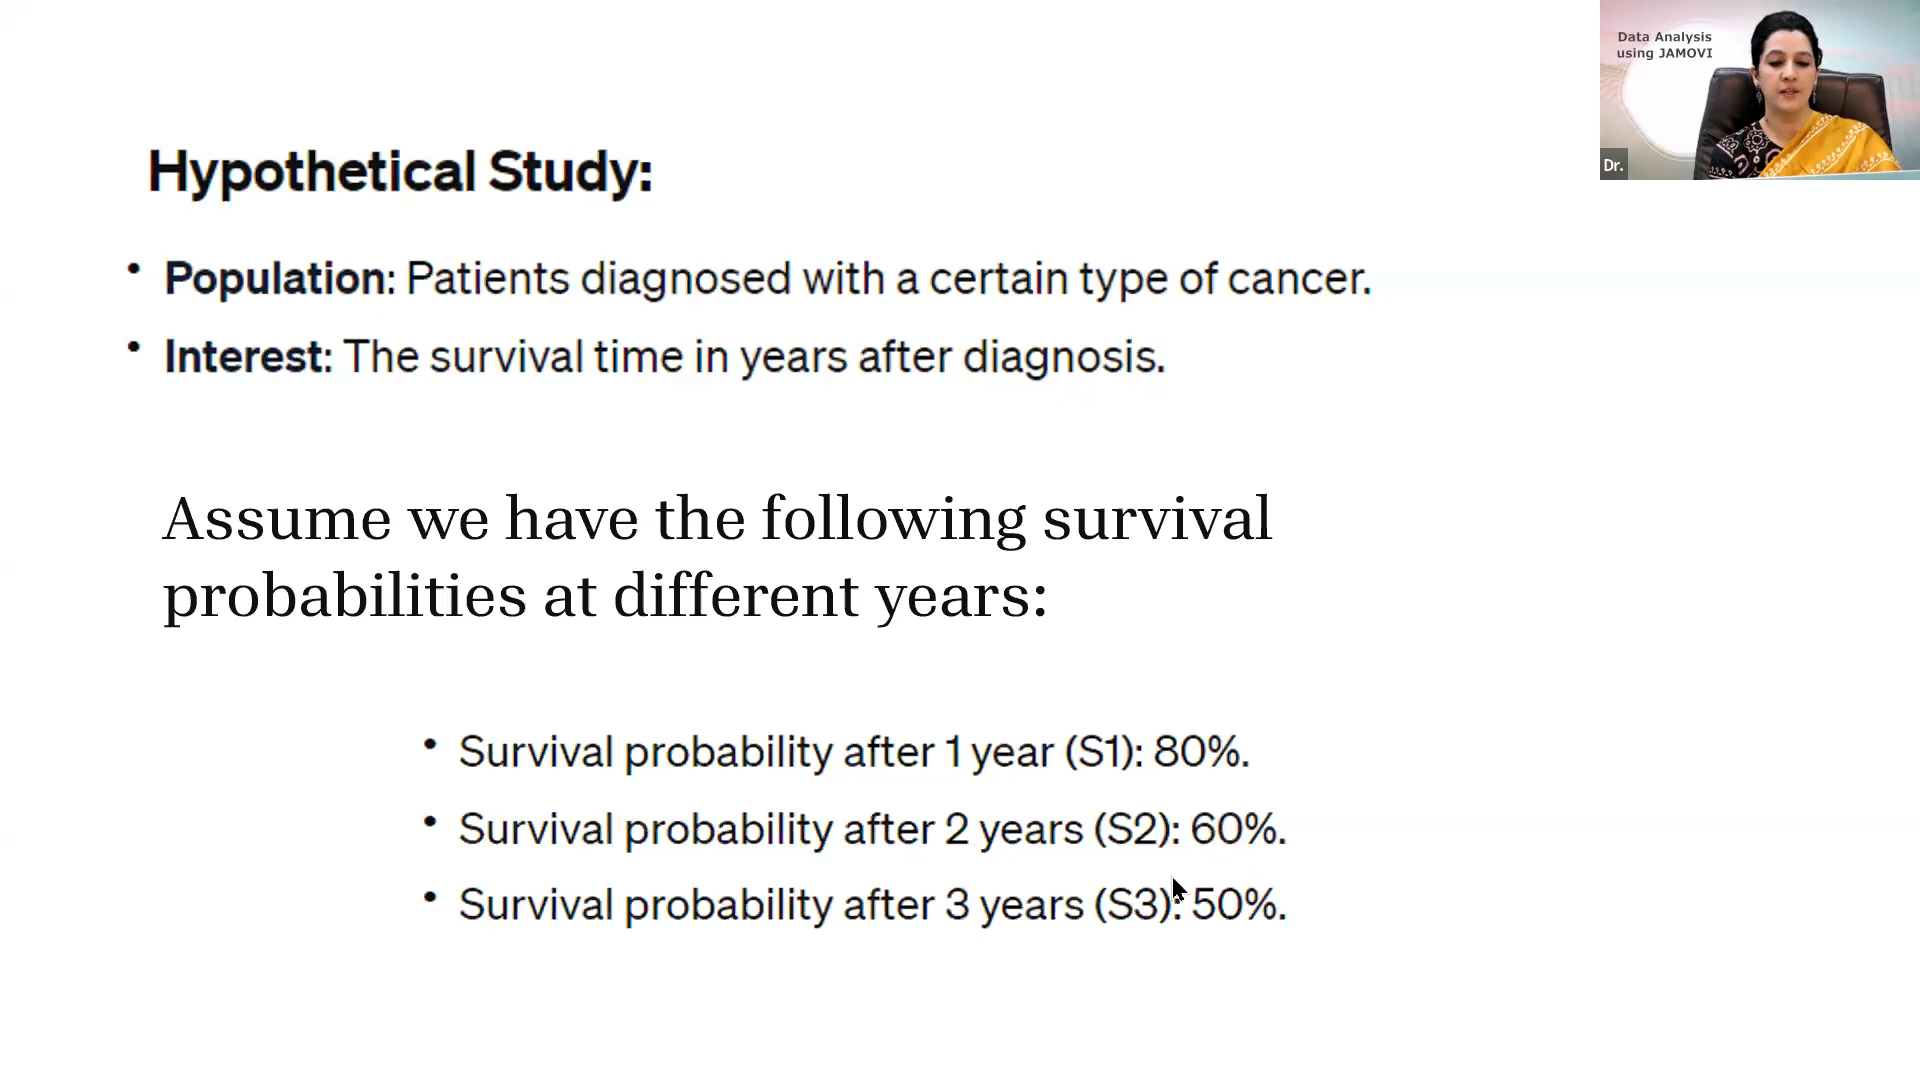 Data Analysis
using JAMOVI
Dr.
Hypothetical Study:
• Population: Patients diagnosed with a certain type of cancer.
• Interest: The survival time in years after diagnosis.
Assume we have the following survival
probabilities at different years:
• Survival probability after 1 year (S1): 80%.
• Survival probability after 2 years (S2): 60%.
• Survival probability after 3 years (S3): 50%.